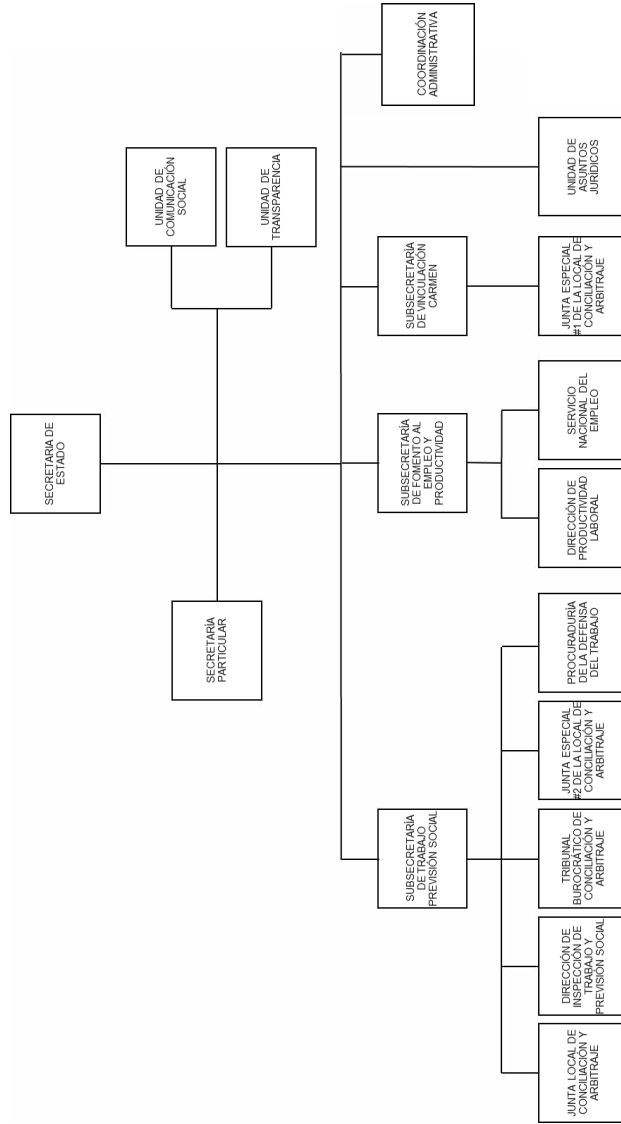 SECRETARIA DE
ESTADO
SECRETARÍA
PARTICULAR
UNIDAD DE
COMUNICACIÓN
SOCIAL
UNIDAD DE
TRANSPARENCIA
SUBSECRETARÍA
DE TRABAJO
PREVISIÓN SOCIAL
SUBSECRETARÍA
DE FOMENTO AL
EMPLEO Y
PRODUCTIVIDAD
SUBSECRETARÍA
DE VINCULACIÓN
CARMEN
COORDINACIÓN
ADMINISTRATIVA
JUNTA LOCAL DE
CONCILIACIÓN Y
ARBITRAJE
DIRECCIÓN DE
INSPECCIÓN DE
TRABAJO Y
PREVISIÓN SOCIAL
TRIBUNAL
BUROCRÁTICO DE
CONCILIACIÓN Y
ARBITRAJE
JUNTA ESPECIAL
#2 DE LA LOCAL DE
CONCILIACIÓN Y
ARBITRAJE
PROCURADURÍA
DE LA DEFENSA
DEL TRABAJO
DIRECCIÓN DE
PRODUCTIVIDAD
LABORAL
SERVICIO
NACIONAL DEL
EMPLEO
JUNTA ESPECIAL
#1 DE LA LOCAL DE
CONCILIACIÓN Y
ARBITRAJE
UNIDAD DE
ASUNTOS
JURÍDICOS